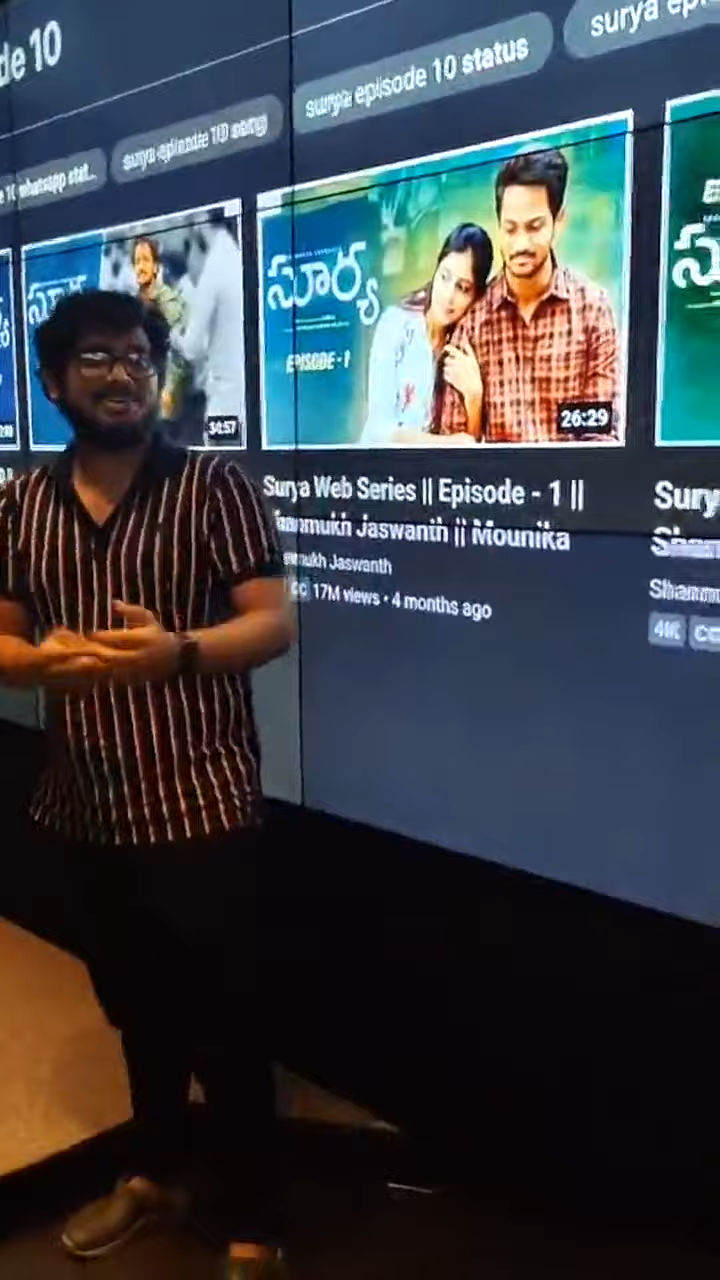 de 10
surya epi
surya episode 10 status
surya episode 10 song
e 10 whatsapp stat...
సూర్య
EPISODE - 1
26:29
సూర్య
34:57
Surya Web Series || Episode - 1 ||
Shanmukh Jaswanth || Mounika
Shanmukh Jaswanth
CC 17M views • 4 months ago
Sury
Shan
Shanmu
4K CC